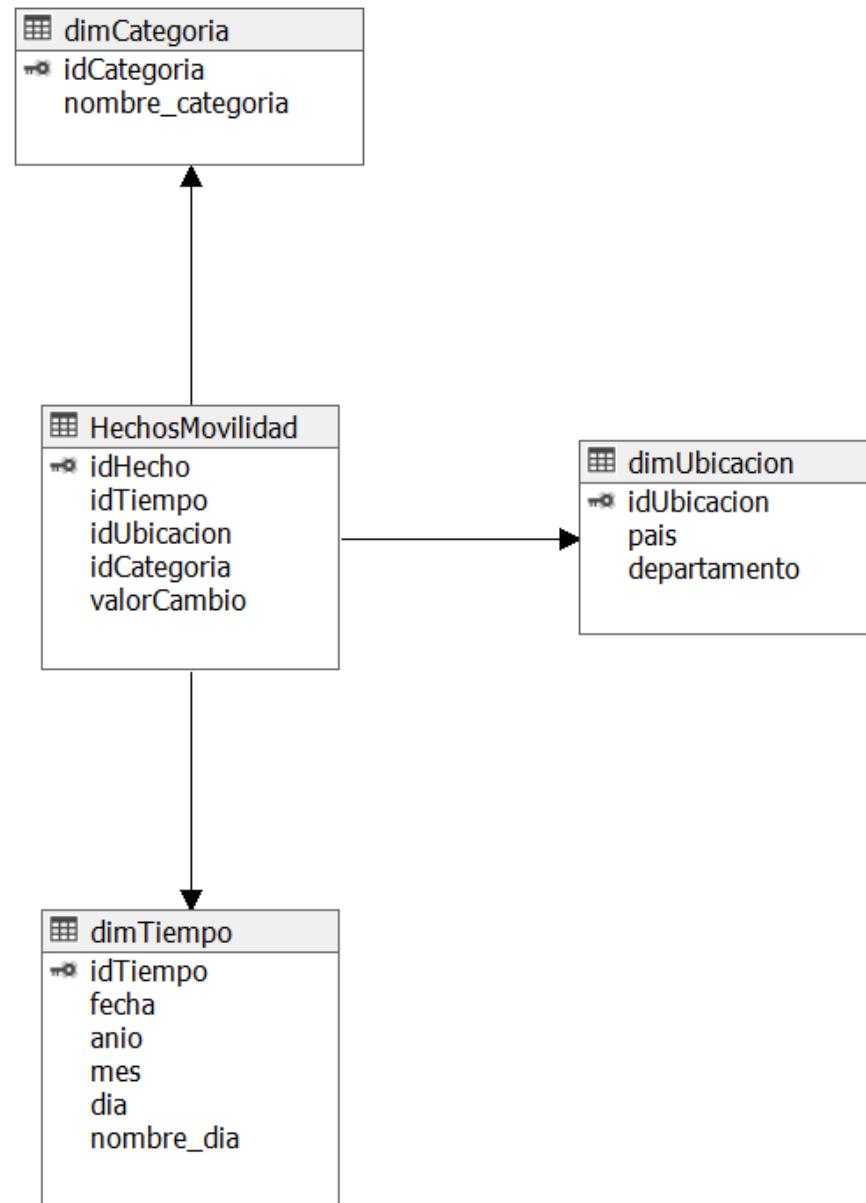 dimCategoria
idCategoria
nombre_categoria
HechosMovilidad
idHecho
idTiempo
idUbicacion
idCategoria
valorCambio
dimUbicacion
idUbicacion
pais
departamento
dimTiempo
idTiempo
fecha
anio
mes
dia
nombre_dia